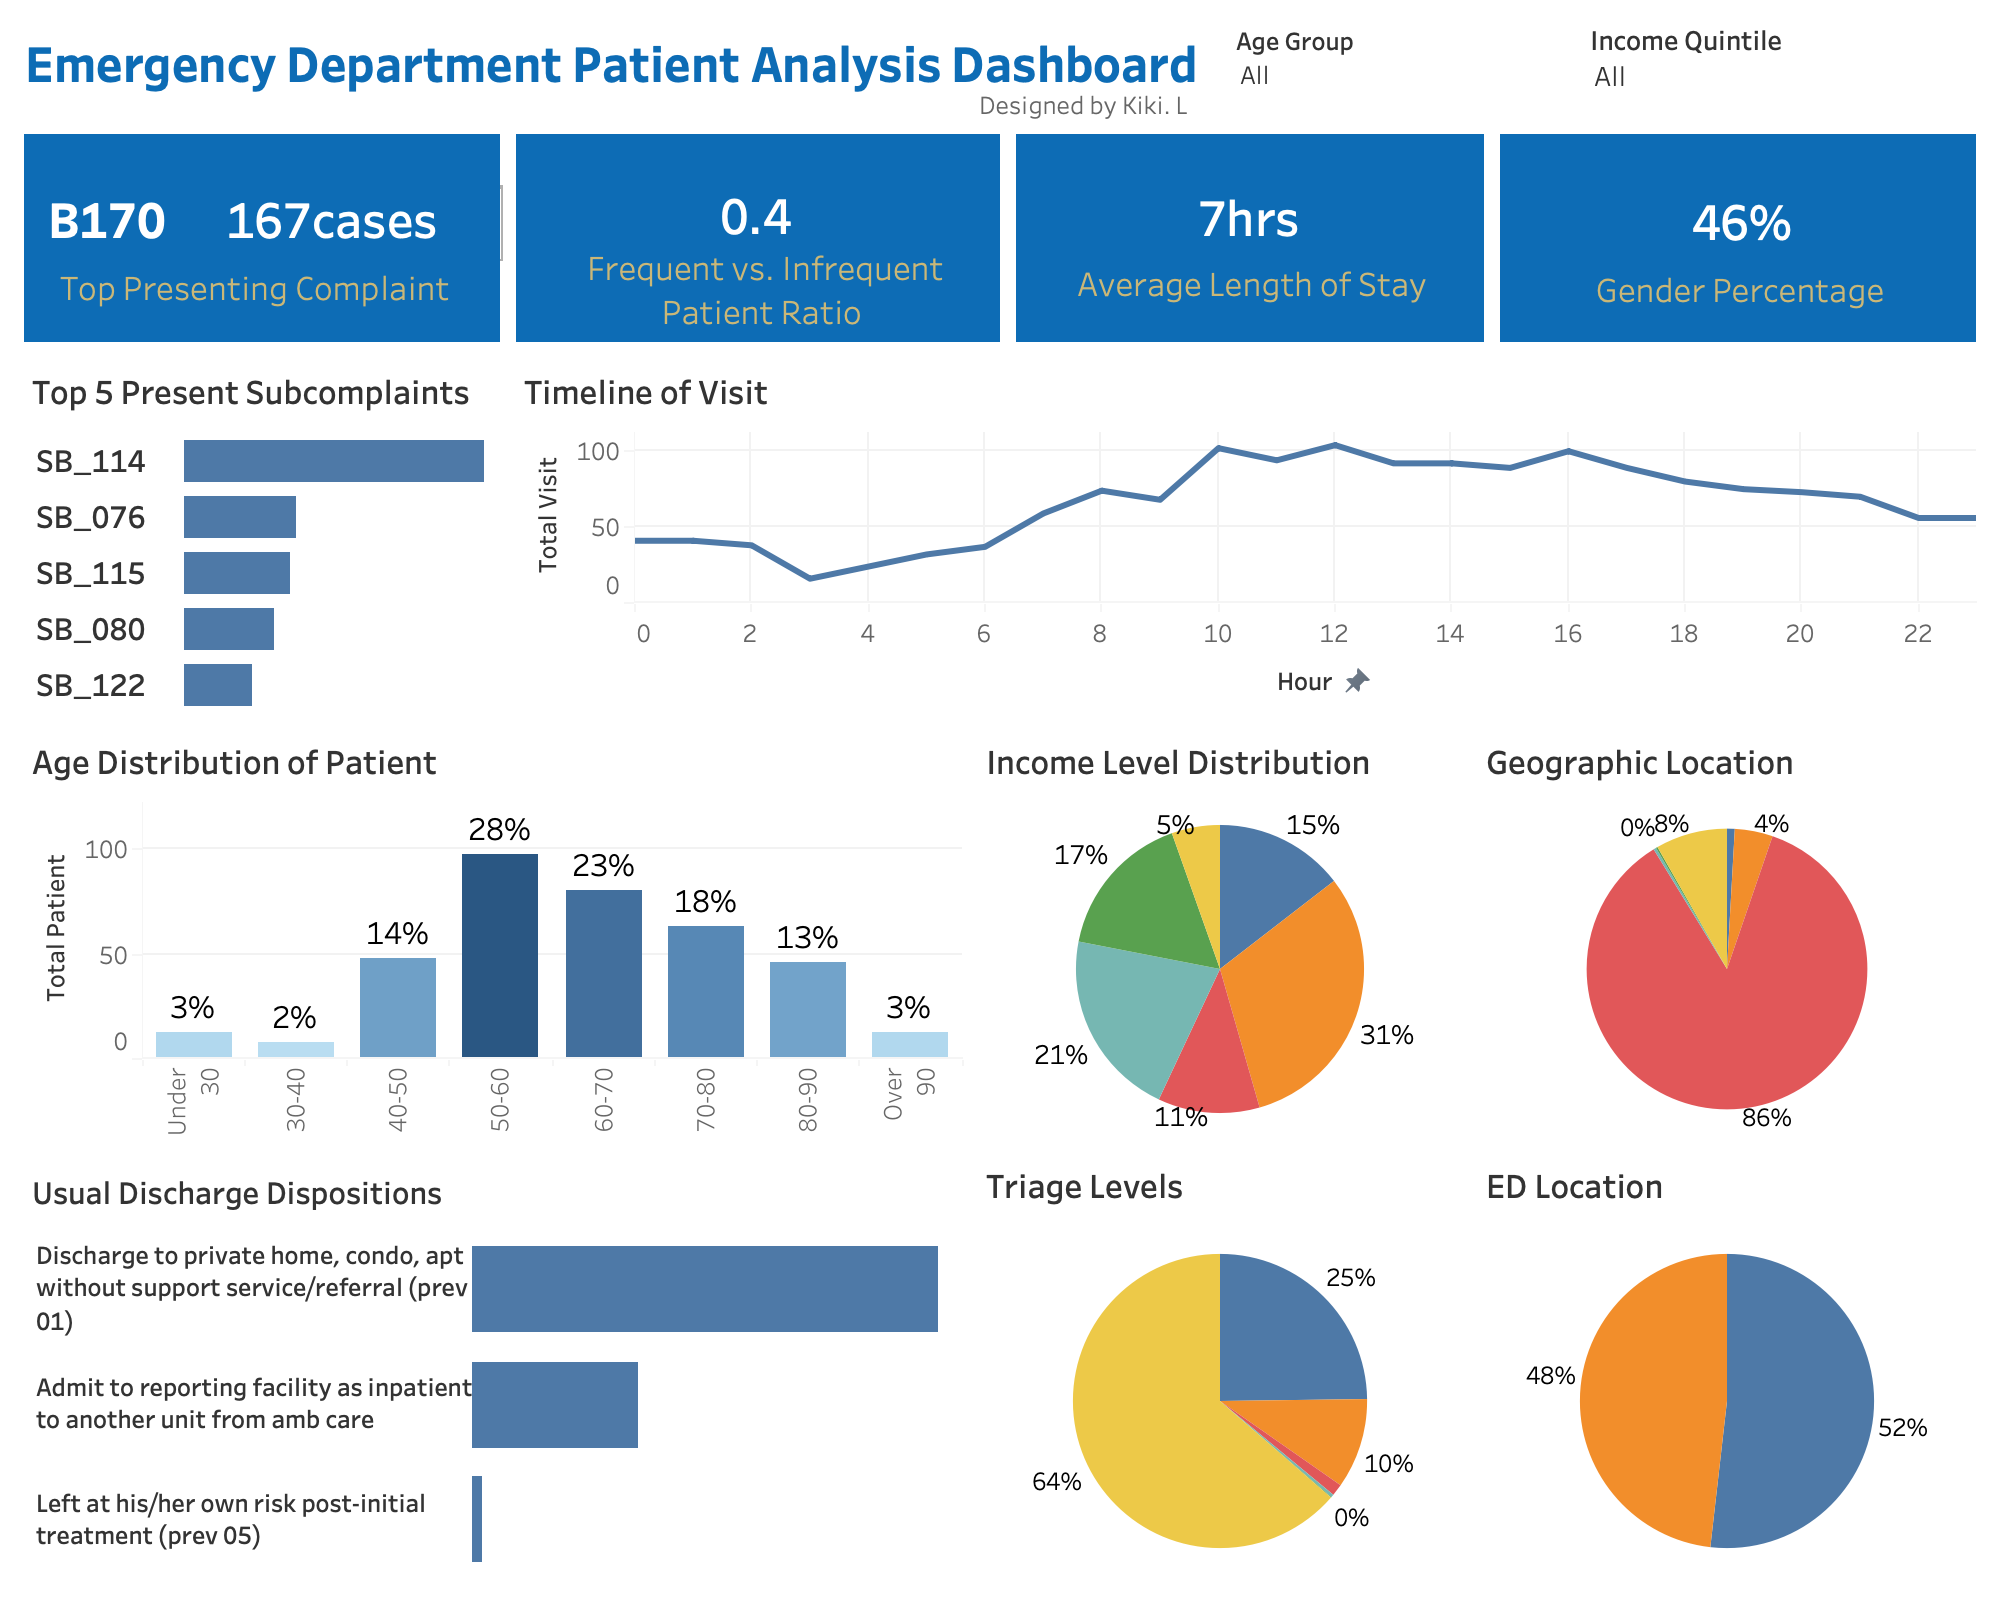 Emergency Department Patient Analysis Dashboard
Designed by Kiki. L
Age Group
All
Income Quintile
All
B170 167cases
Top Presenting Complaint
0.4
Frequent vs. Infrequent
Patient Ratio
7hrs
Average Length of Stay
46%
Gender Percentage
Top 5 Present Subcomplaints
SB_114
SB_076
SB_115
SB_080
SB_122
Timeline of Visit
Total Visit
100
50
0
0 2 4 6 8 10 12 14 16 18 20 22
Hour
Age Distribution of Patient
Total Patient
100
50
0
3% 2% 14% 28% 23% 18% 13% 3%
Under
30
30-40
40-50
50-60
60-70
70-80
80-90
Over
90
Income Level Distribution
5%
15%
17%
31%
21%
11%
Geographic Location
0%
8%
4%
86%
Usual Discharge Dispositions
Discharge to private home, condo, apt
without support service/referral (prev
01)
Admit to reporting facility as inpatient
to another unit from amb care
Left at his/her own risk post-initial
treatment (prev 05)
Triage Levels
25%
10%
64%
0%
ED Location
48%
52%